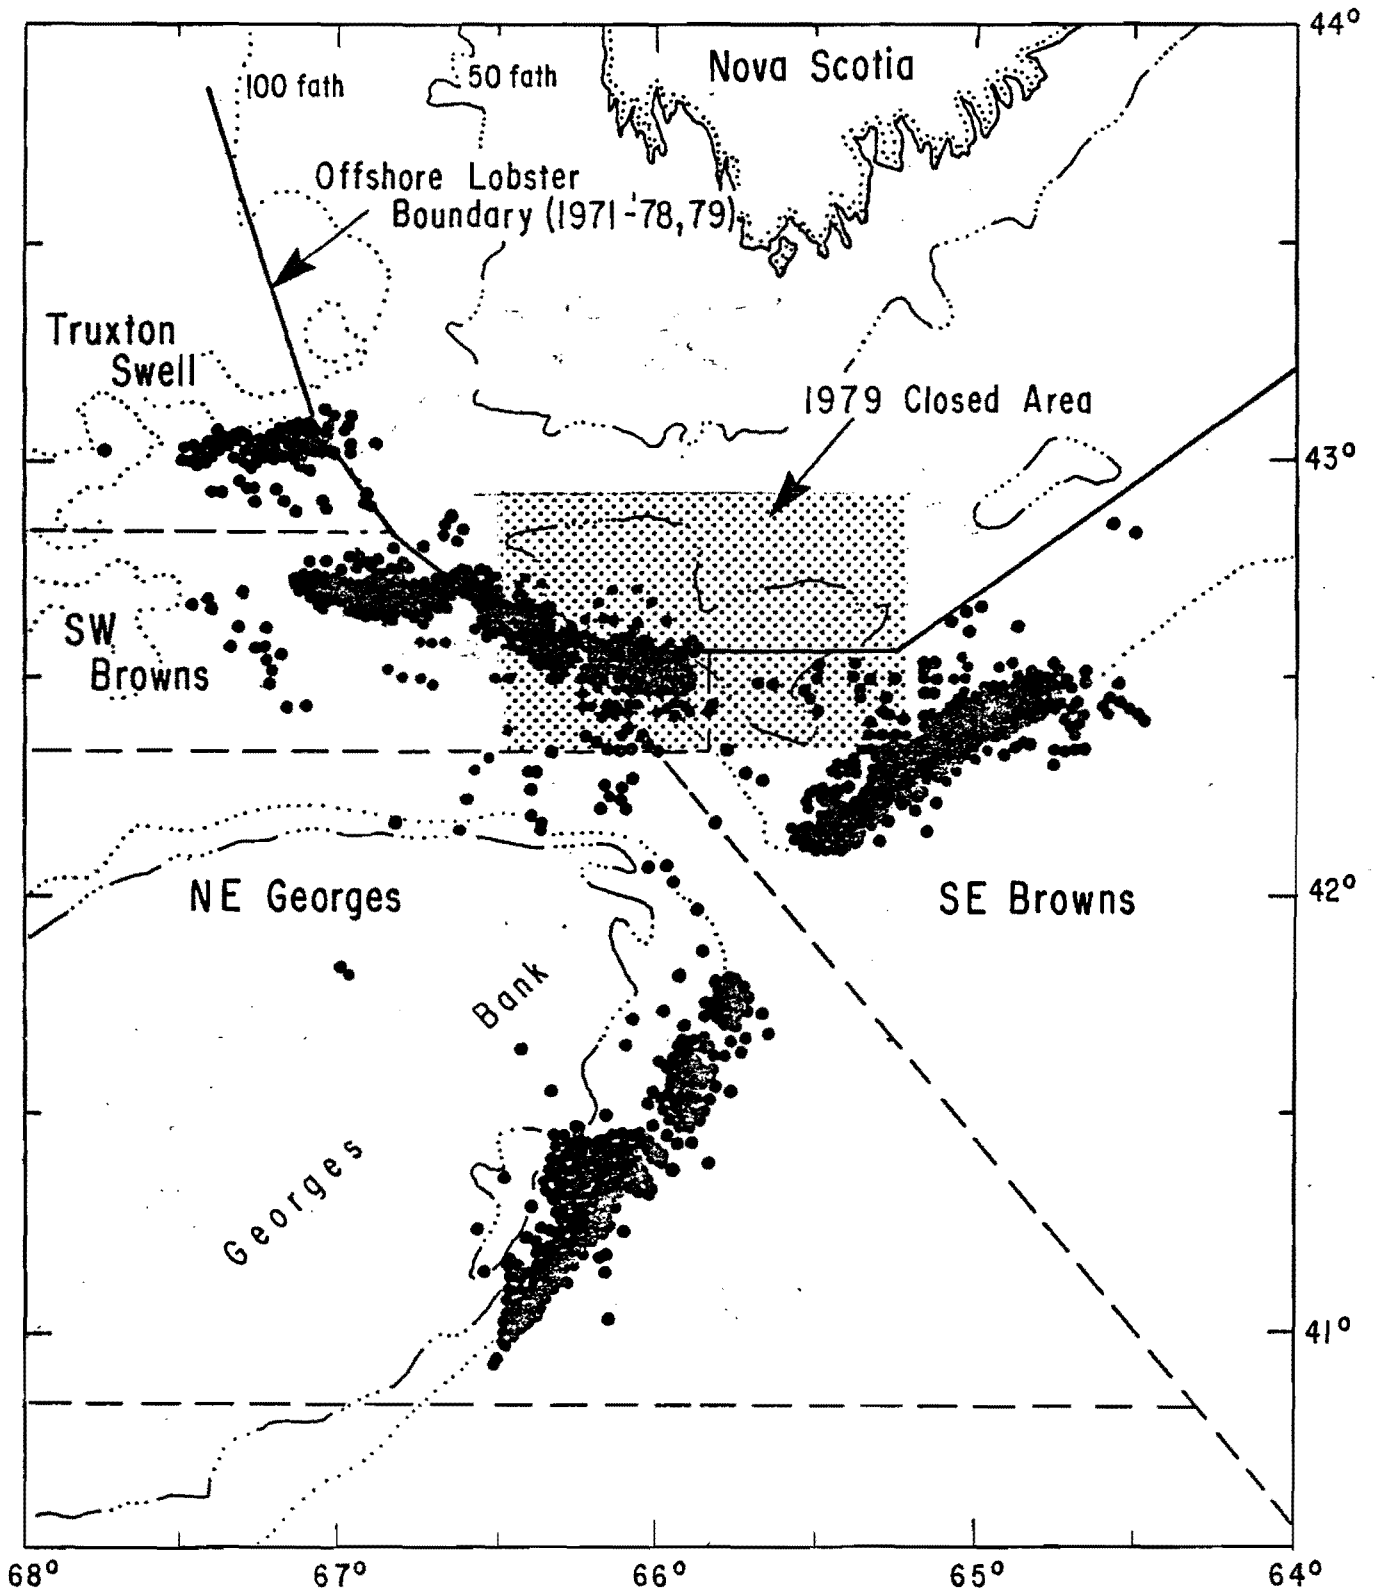 44°
Nova Scotia
100 fath
50 fath
Offshore Lobster
Boundary (1971-'78,79)
Truxton
Swell
1979 Closed Area
43°
SW
Browns
NE Georges
SE Browns
42°
Bank
Georges
41°
68°
67°
66°
65°
64°